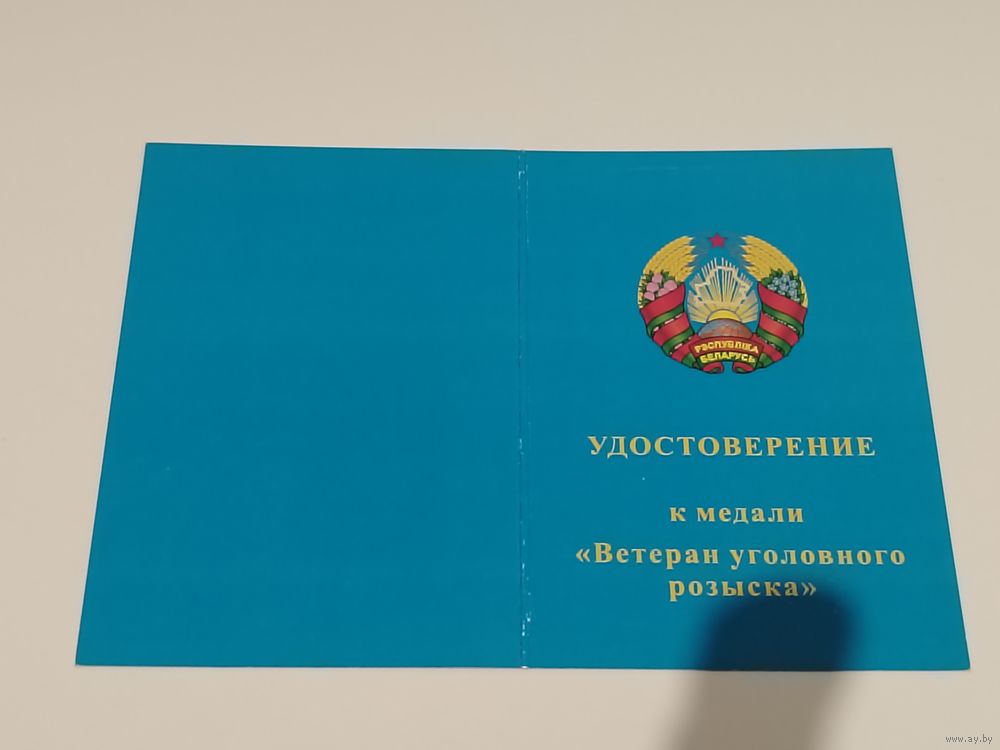 РЭСПУБЛІКА
БЕЛАРУСЬ
УДОСТОВЕРЕНИЕ
к медали
«Ветеран уголовного
розыска»
www.ay.by